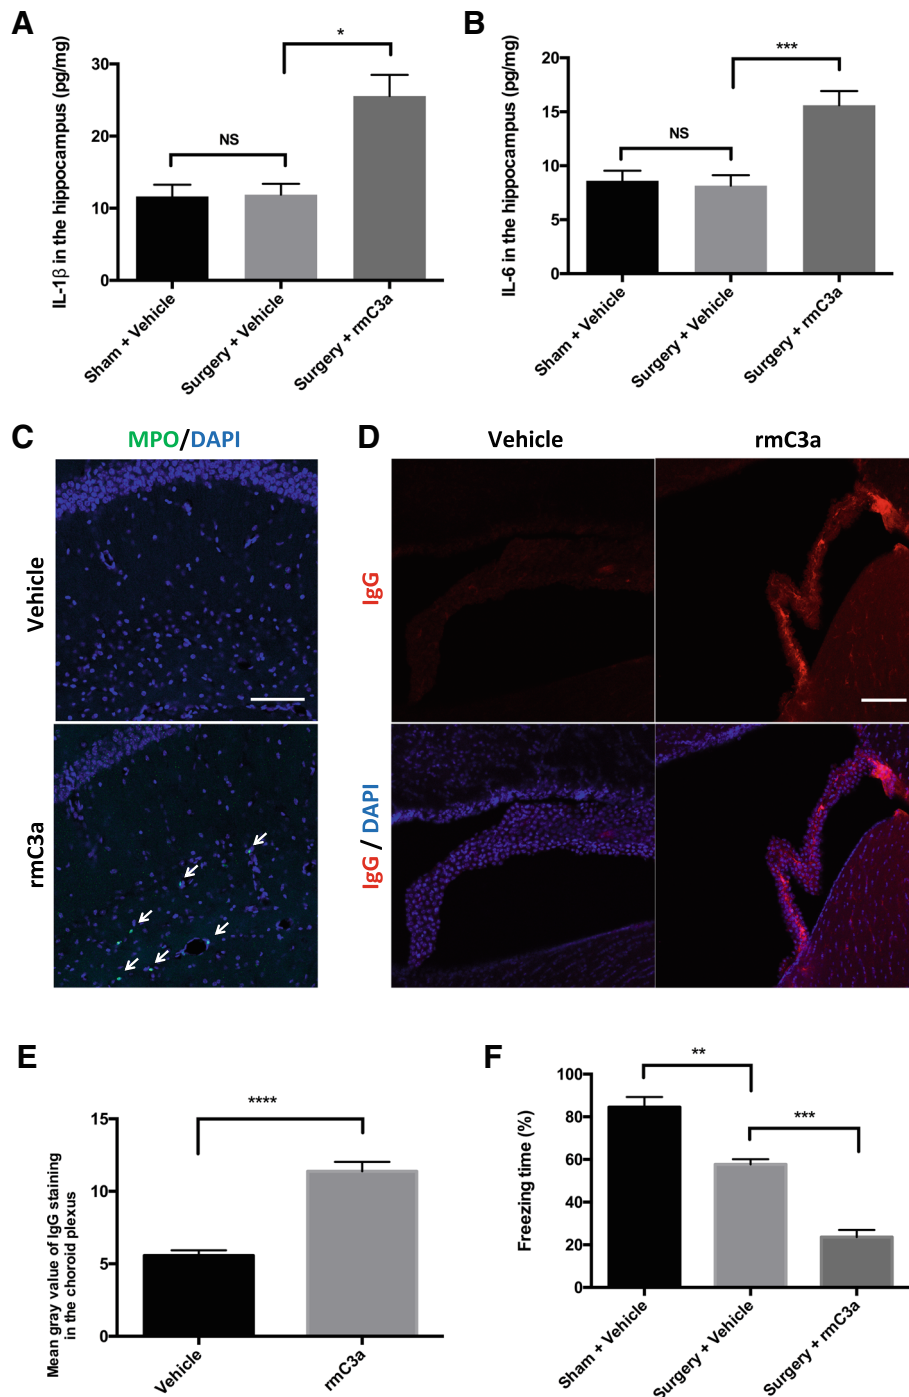 A
IL-1β in the hippocampus (pg/mg)
30
20
10
0
NS
*
Sham + Vehicle
Surgery + Vehicle
Surgery + rmC3a
B
IL-6 in the hippocampus (pg/mg)
20
15
10
5
0
NS
***
Sham + Vehicle
Surgery + Vehicle
Surgery + rmC3a
C
MPO/DAPI
Vehicle
rmC3a
D
Vehicle
rmC3a
IgG
IgG / DAPI
E
Mean gray value of IgG staining
in the choroid plexus
15
10
5
0
****
Vehicle
rmC3a
F
Freezing time (%)
100
80
60
40
20
0
**
***
Sham + Vehicle
Surgery + Vehicle
Surgery + rmC3a